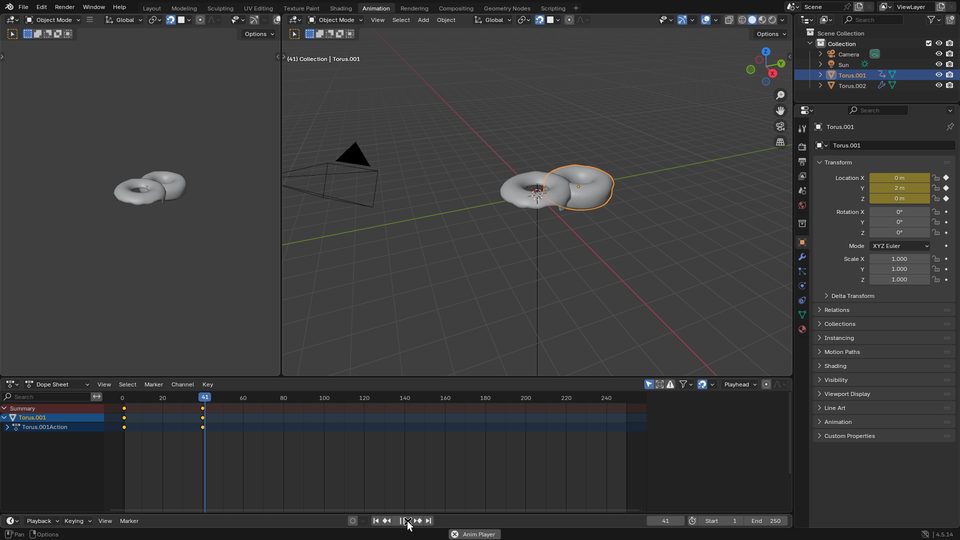 File Edit Render Window Help Layout Modeling Sculpting UV Editing Texture Paint Shading Animation Rendering Compositing Geometry Nodes Scripting Scene ViewLayer
Global
Object Mode View Select Add Object Global
Options
Options
(41) Collection | Torus.001
Z
Y
X
Search
Scene Collection
Collection
Camera
Sun
Torus.001
Torus.002
Search
Torus.001
Torus.001
Transform
Location X 0 m
Y 2 m
Z 0 m
Rotation X 0°
Y 0°
Z 0°
Mode XYZ Euler
Scale X 1.000
Y 1.000
Z 1.000
Delta Transform
Relations
Collections
Instancing
Motion Paths
Shading
Visibility
Viewport Display
Line Art
Animation
Custom Properties
Dope Sheet View Select Marker Channel Key Playhead
Search
0 20 41 60 80 100 120 140 160 180 200 220 240
Summary
Torus.001
Torus.001Action
Playback Keying View Marker 41 Start 1 End 250
Pan Options Anim Player 4.5.14